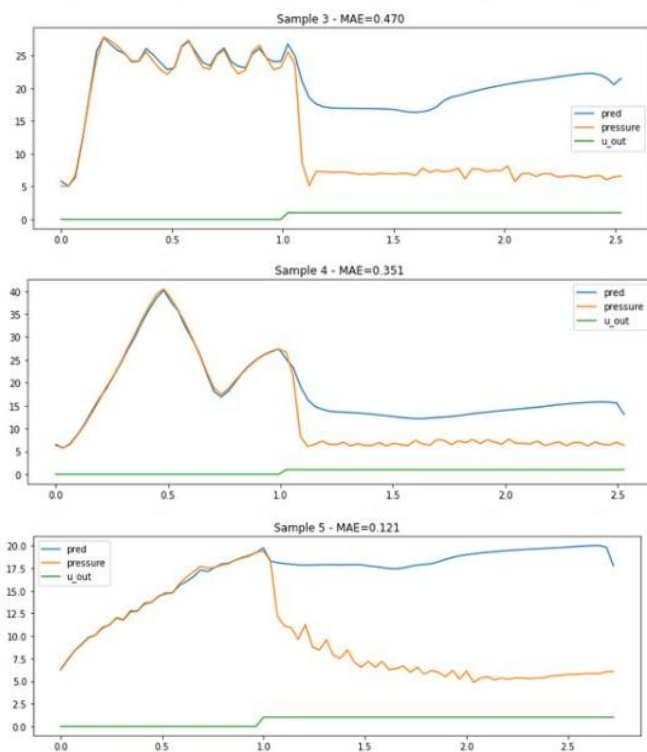 Sample 3 - MAE=0.470
25
20
15
10
5
0
pred
pressure
u_out
0.0 0.5 1.0 1.5 2.0 2.5
Sample 4 - MAE=0.351
40
35
30
25
20
15
10
5
0
pred
pressure
u_out
0.0 0.5 1.0 1.5 2.0 2.5
Sample 5 - MAE=0.121
20.0
17.5
15.0
12.5
10.0
7.5
5.0
2.5
0.0
pred
pressure
u_out
0.0 0.5 1.0 1.5 2.0 2.5